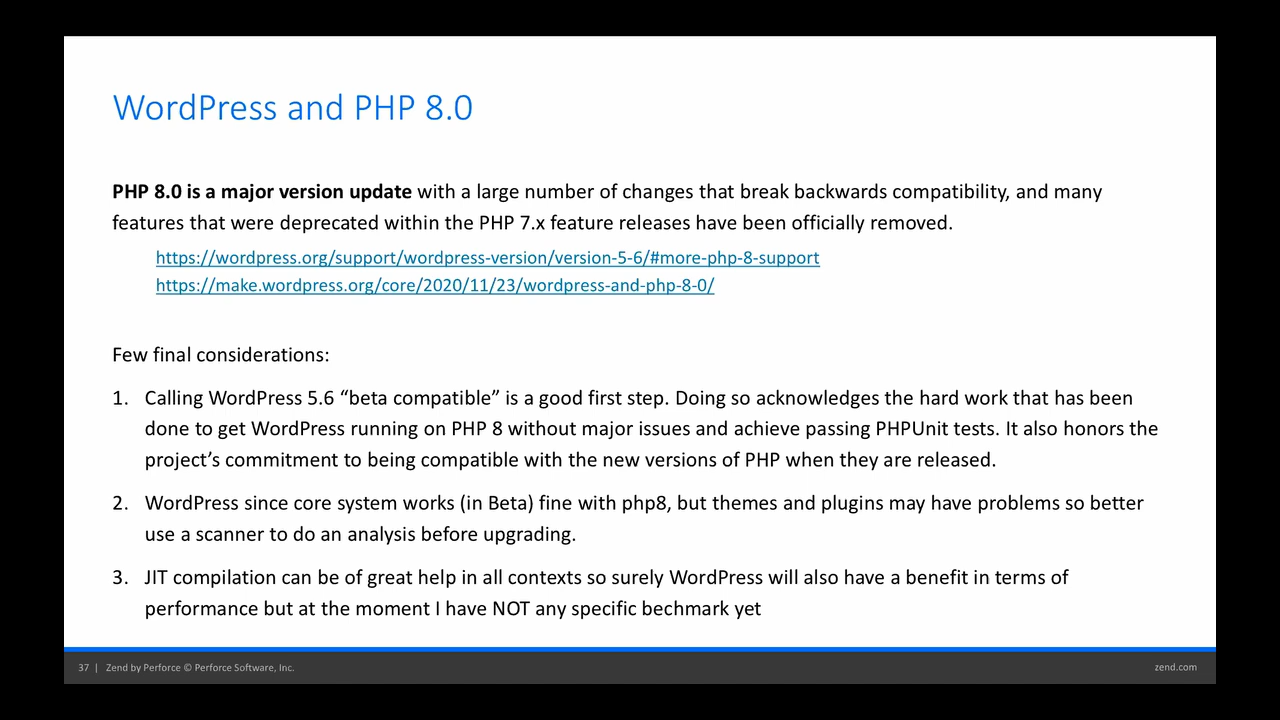 WordPress and PHP 8.0
PHP 8.0 is a major version update with a large number of changes that break backwards compatibility, and many
features that were deprecated within the PHP 7.x feature releases have been officially removed.
https://wordpress.org/support/wordpress-version/version-5-6/#more-php-8-support
https://make.wordpress.org/core/2020/11/23/wordpress-and-php-8-0/
Few final considerations:
1. Calling WordPress 5.6 “beta compatible” is a good first step. Doing so acknowledges the hard work that has been
done to get WordPress running on PHP 8 without major issues and achieve passing PHPUnit tests. It also honors the
project’s commitment to being compatible with the new versions of PHP when they are released.
2. WordPress since core system works (in Beta) fine with php8, but themes and plugins may have problems so better
use a scanner to do an analysis before upgrading.
3. JIT compilation can be of great help in all contexts so surely WordPress will also have a benefit in terms of
performance but at the moment I have NOT any specific bechmark yet
37 | Zend by Perforce © Perforce Software, Inc.
zend.com